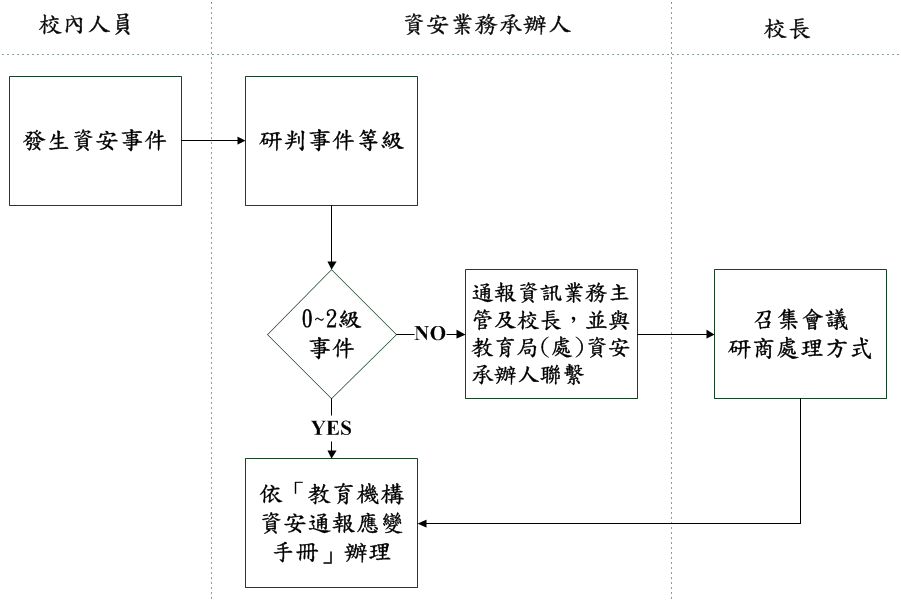 校內人員
資安業務承辦人
校長
發生資安事件
研判事件等級
0~2級
事件
NO
通報資訊業務主
管及校長，並與
教育局(處)資安
承辦人聯繫
召集會議
研商處理方式
YES
依「教育機構
資安通報應變
手冊」辦理